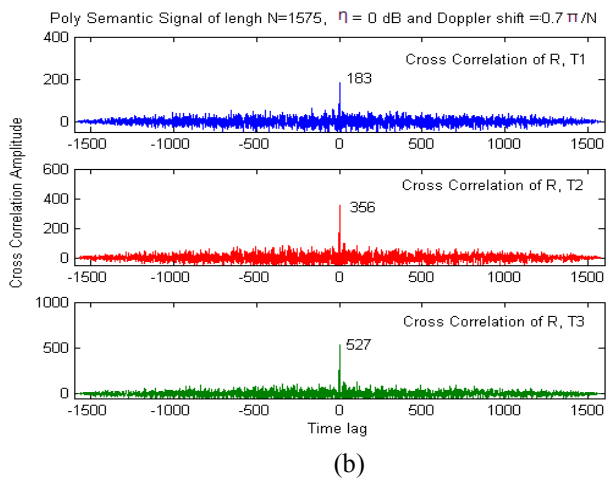 Poly Semantic Signal of lengh N=1575, η = 0 dB and Doppler shift =0.7 π/N
Cross Correlation Amplitude
400
200
0
Cross Correlation of R, T1
183
-1500 -1000 -500 0 500 1000 1500
600
400
200
0
Cross Correlation of R, T2
356
-1500 -1000 -500 0 500 1000 1500
1000
500
0
Cross Correlation of R, T3
527
-1500 -1000 -500 0 500 1000 1500
Time lag
(b)